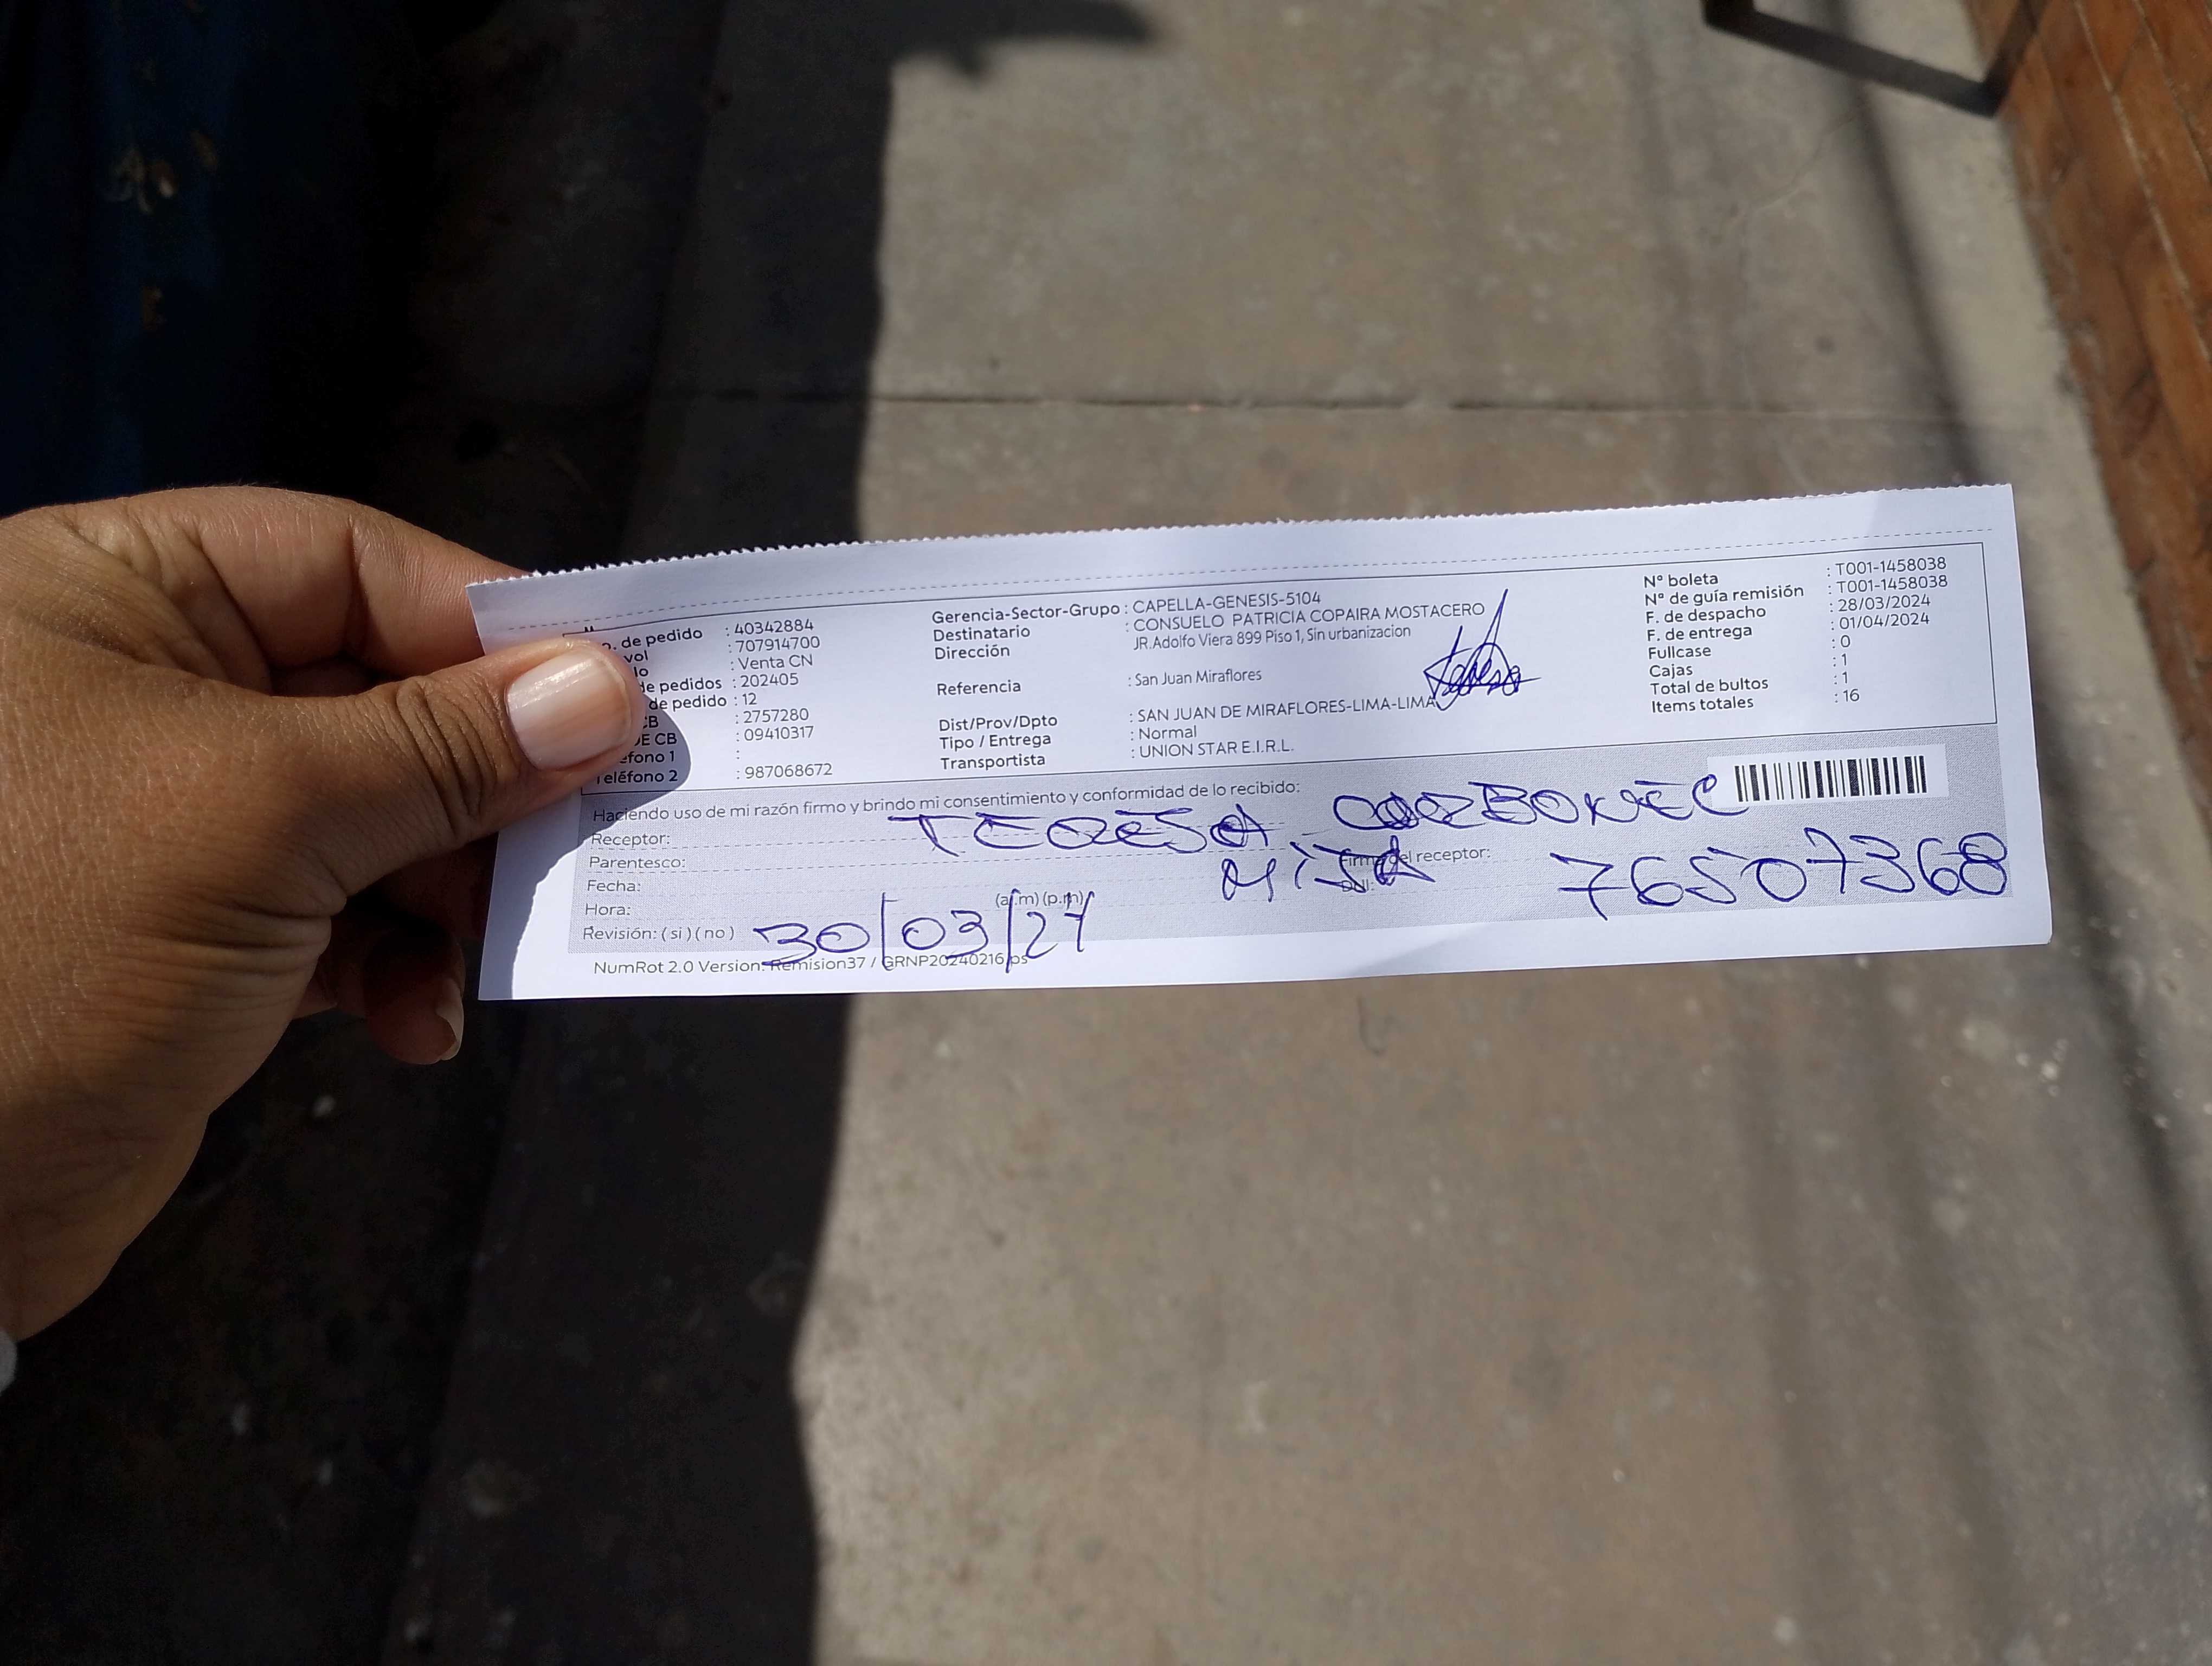 . de pedido : 40342884
vol : 707914700
lo : Venta CN
e pedidos : 202405
de pedido : 12
CB : 2757280
DE CB : 09410317
efono 1 :
Teléfono 2 : 987068672
Gerencia-Sector-Grupo : CAPELLA-GENESIS-5104
Destinatario : CONSUELO PATRICIA COPAIRA MOSTACERO
Dirección JR.Adolfo Viera 899 Piso 1, Sin urbanizacion
Referencia : San Juan Miraflores
Dist/Prov/Dpto : SAN JUAN DE MIRAFLORES-LIMA-LIMA
Tipo / Entrega : Normal
Transportista : UNION STAR E.I.R.L.
N° boleta : T001-1458038
N° de guía remisión : T001-1458038
F. de despacho : 28/03/2024
F. de entrega : 01/04/2024
Fullcase : 0
Cajas : 1
Total de bultos : 1
Items totales : 16
Haciendo uso de mi razón firmo y brindo mi consentimiento y conformidad de lo recibido:
Receptor: TERESA
Parentesco: HIJA
Firma del receptor:
DNI: 76507368
Fecha:
Hora: (a.m) (p.m)
Revisión: ( si ) ( no ) 30/03/24
NumRot 2.0 Version: Remision37 / GRNP20240216 ps